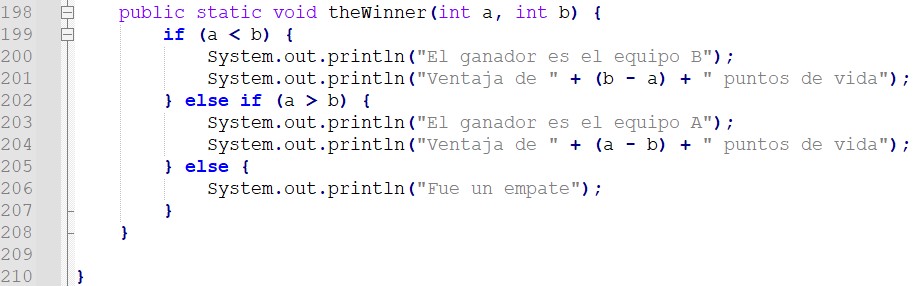 198 public static void theWinner(int a, int b) {
199 if (a < b) {
200 System.out.println("El ganador es el equipo B");
201 System.out.println("Ventaja de " + (b - a) + " puntos de vida");
202 } else if (a > b) {
203 System.out.println("El ganador es el equipo A");
204 System.out.println("Ventaja de " + (a - b) + " puntos de vida");
205 } else {
206 System.out.println("Fue un empate");
207 }
208 }
209
210 }